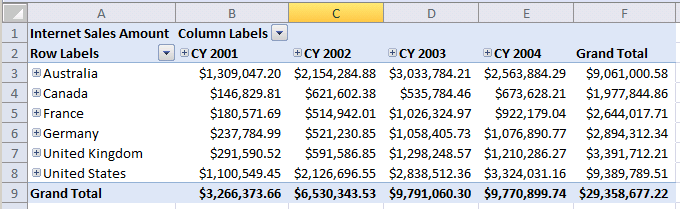 A B C D E F
1 Internet Sales Amount Column Labels
2 Row Labels CY 2001 CY 2002 CY 2003 CY 2004 Grand Total
3 Australia $1,309,047.20 $2,154,284.88 $3,033,784.21 $2,563,884.29 $9,061,000.58
4 Canada $146,829.81 $621,602.38 $535,784.46 $673,628.21 $1,977,844.86
5 France $180,571.69 $514,942.01 $1,026,324.97 $922,179.04 $2,644,017.71
6 Germany $237,784.99 $521,230.85 $1,058,405.73 $1,076,890.77 $2,894,312.34
7 United Kingdom $291,590.52 $591,586.85 $1,298,248.57 $1,210,286.27 $3,391,712.21
8 United States $1,100,549.45 $2,126,696.55 $2,838,512.36 $3,324,031.16 $9,389,789.51
9 Grand Total $3,266,373.66 $6,530,343.53 $9,791,060.30 $9,770,899.74 $29,358,677.22